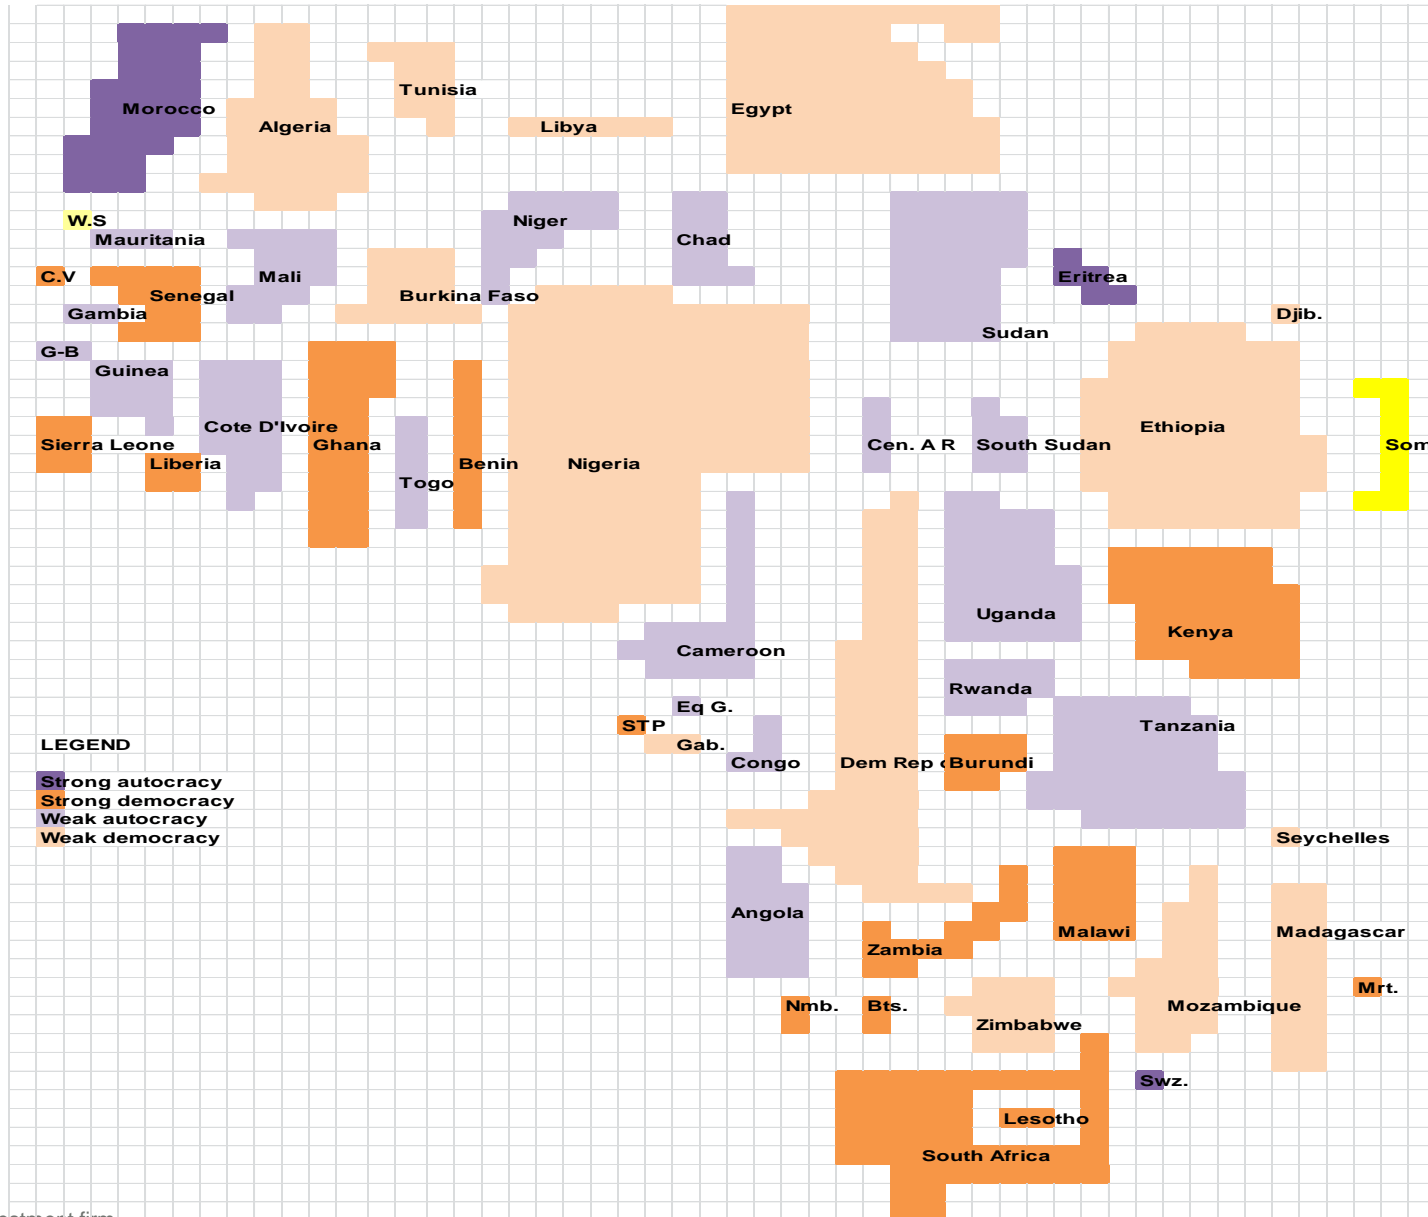 Tunisia
Morocco
Egypt
Algeria
Libya
W.S
Niger
Mauritania
Chad
C.V
Mali
Eritrea
Senegal
Burkina Faso
Gambia
Djib.
Sudan
G-B
Guinea
Cote D'Ivoire
Ethiopia
Sierra Leone
Ghana
Cen. A R
South Sudan
Som
Liberia
Benin
Nigeria
Togo
Uganda
Kenya
Cameroon
Rwanda
Eq G.
STP
Tanzania
LEGEND
Gab.
Congo
Dem Rep
Burundi
Strong autocracy
Strong democracy
Weak autocracy
Weak democracy
Seychelles
Angola
Malawi
Madagascar
Zambia
Mrt.
Nmb.
Bts.
Mozambique
Zimbabwe
Swz.
Lesotho
South Africa